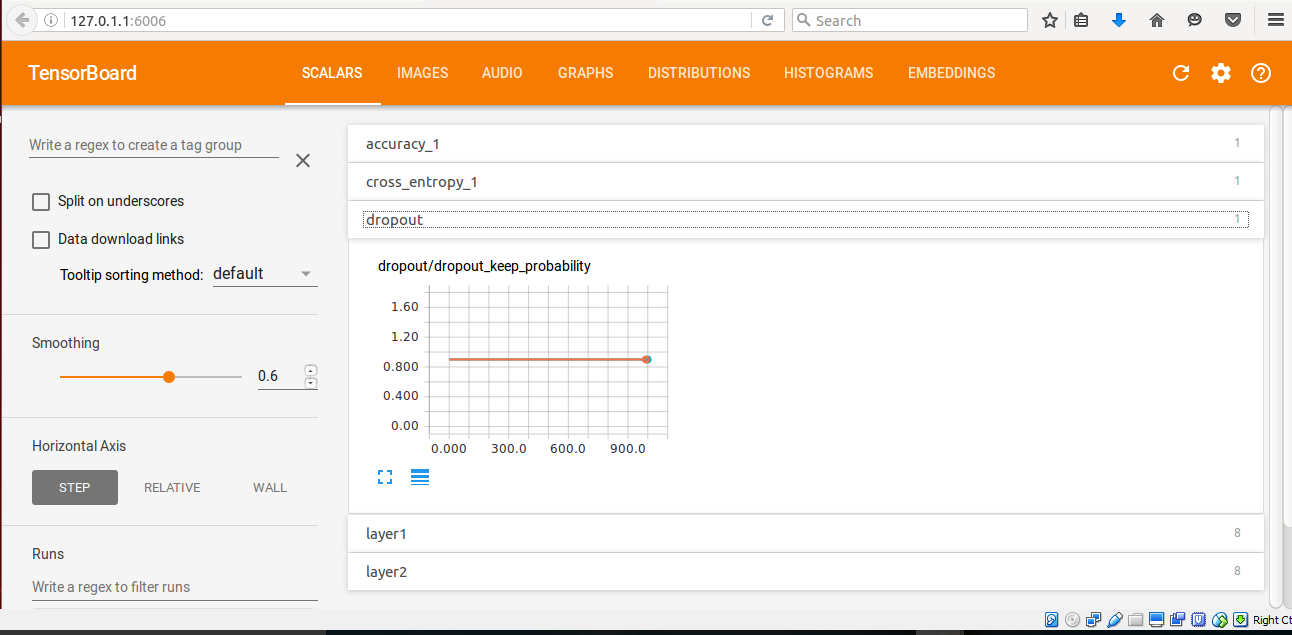 127.0.1.1:6006
Search
TensorBoard
SCALARS IMAGES AUDIO GRAPHS DISTRIBUTIONS HISTOGRAMS EMBEDDINGS
Write a regex to create a tag group
Split on underscores
Data download links
Tooltip sorting method: default
Smoothing
0.6
Horizontal Axis
STEP RELATIVE WALL
Runs
Write a regex to filter runs
accuracy_1 1
cross_entropy_1 1
dropout 1
dropout/dropout_keep_probability
1.60
1.20
0.800
0.400
0.00
0.000 300.0 600.0 900.0
layer1 8
layer2 8
Right Ct